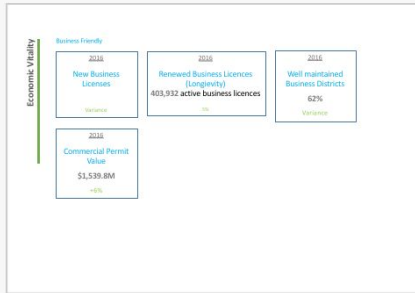 Economic Vitality
Business Friendly
2016
New Business
Licenses
Variance
2016
Renewed Business Licences
(Longievity)
403,932 active business licences
2016
Well maintained
Business Districts
62%
Variance
2016
Commercial Permit
Value
$1,539.8M
+6%